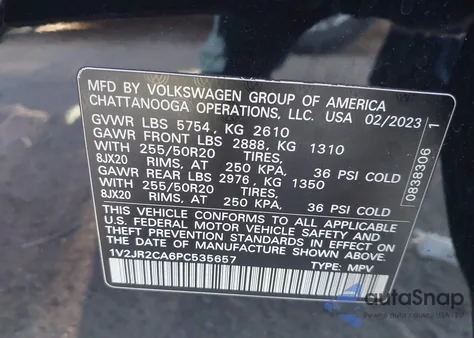 MFD BY VOLKSWAGEN GROUP OF AMERICA
CHATTANOOGA OPERATIONS, LLC. USA 02/2023
GVWR LBS 5754, KG 2610
GAWR FRONT LBS 2888, KG 1310
WITH 255/50R20 TIRES,
8JX20 RIMS, AT 250 KPA, 36 PSI COLD
GAWR REAR LBS 2976, KG 1350
WITH 255/50R20 TIRES,
8JX20 RIMS, AT 250 KPA, 36 PSI COLD
THIS VEHICLE CONFORMS TO ALL APPLICABLE
U.S. FEDERAL MOTOR VEHICLE SAFETY AND
THEFT PREVENTION STANDARDS IN EFFECT ON
THE DATE OF MANUFACTURE SHOWN ABOVE.
1V2JR2CA6PC535657 TYPE: MPV
0838306 1
autoSnap